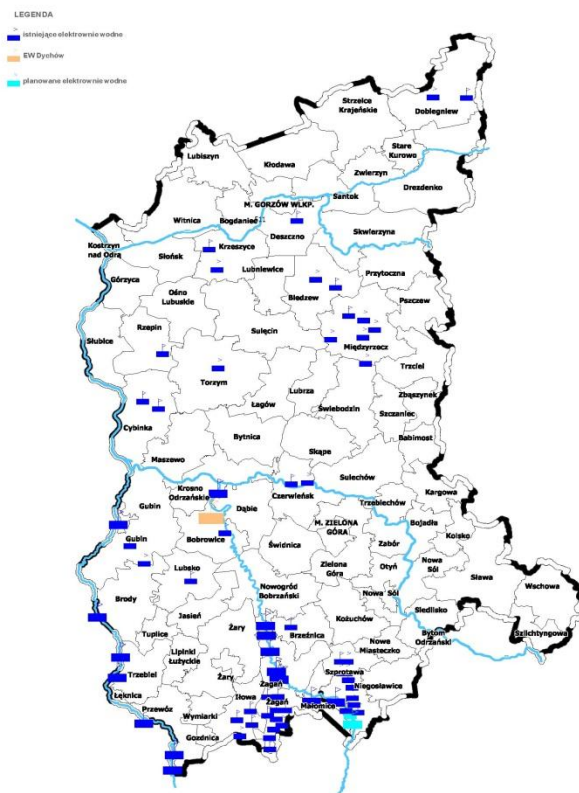 LEGENDA
istniejące elektrownie wodne
EW Dychów
planowane elektrownie wodne
Strzelce
Krajeńskie
Dobiegniew
Lubiszyn
Kłodawa
Stare
Kurowo
Zwierzyn
Santok
Drezdenko
M. GORZÓW WLKP.
Witnica
Bogdaniec
Deszczno
Skwierzyna
Kostrzyn
nad Odrą
Słońsk
Krzeszyce
Lubniewice
Przytoczna
Górzyca
Ośno
Lubuskie
Bledzew
Pszczew
Słubice
Rzepin
Sulęcin
Międzyrzecz
Trzciel
Torzym
Lubrza
Zbąszynek
Łagów
Świebodzin
Szczaniec
Cybinka
Bytnica
Babimost
Maszewo
Skąpe
Sulechów
Krosno
Odrzańskie
Czerwieńsk
Kargowa
Gubin
Dąbie
Trzebiechów
Bojadła
Gubin
Bobrowice
M. ZIELONA
GÓRA
Kolsko
Świdnica
Zabór
Lubsko
Zielona
Góra
Otyń
Nowa
Sól
Sława
Wschowa
Brody
Nowogród
Bobrzański
Nowa Sól
Siedlisko
Jasień
Kożuchów
Szlichtyngowa
Tuplice
Żary
Brzeźnica
Nowe
Miasteczko
Bytom
Odrzański
Lipinki
Łużyckie
Trzebiel
Żary
Żagań
Szprotawa
Niegosławice
Łęknica
Iłowa
Żagań
Małomice
Przewóz
Wymiarki
Gozdnica